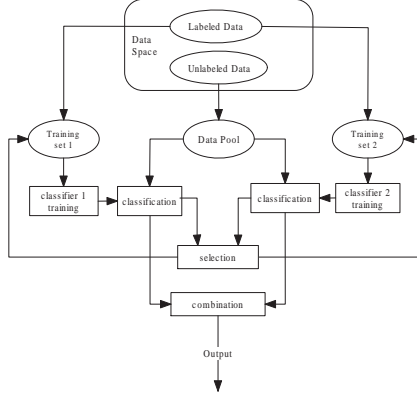 Labeled Data
Data
Space
Unlabeled Data
Training
set 1
Data Pool
Training
set 2
classifier 1
training
classification
classification
classifier 2
training
selection
combination
Output